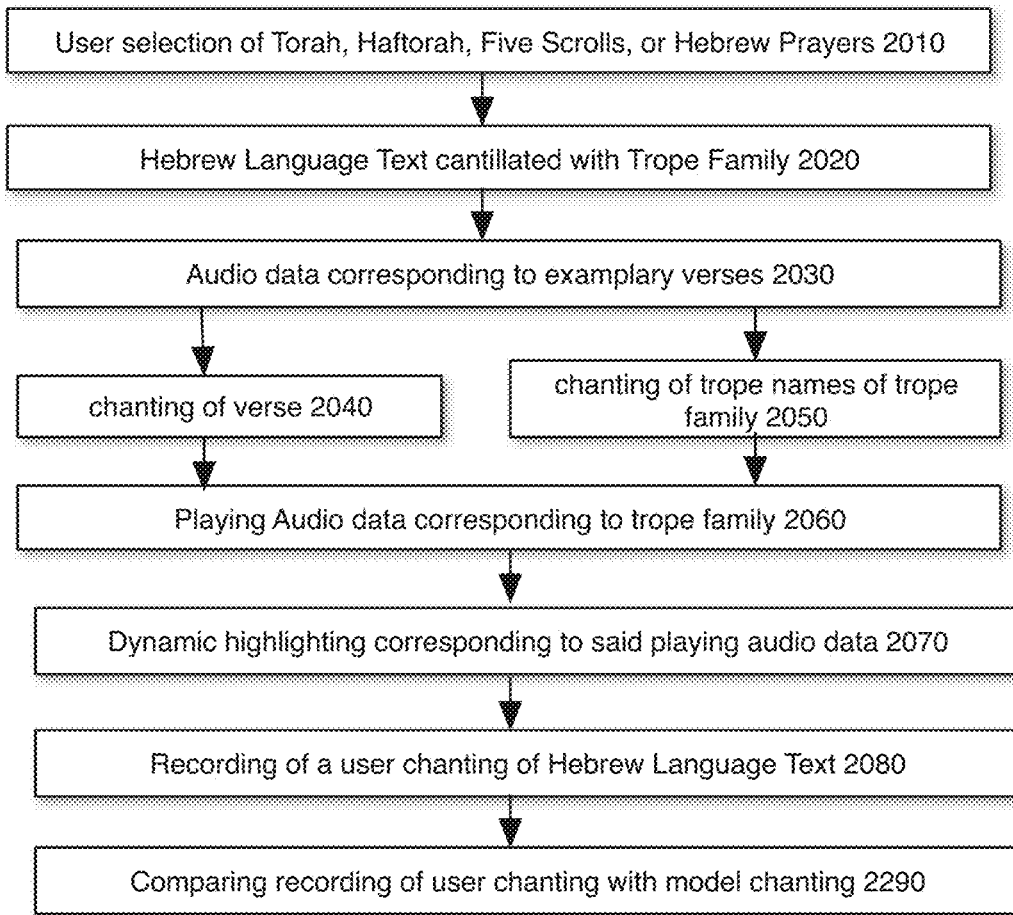 User selection of Torah, Haftorah, Five Scrolls, or Hebrew Prayers 2010
Hebrew Language Text cantillated with Trope Family 2020
Audio data corresponding to examplary verses 2030
chanting of verse 2040
chanting of trope names of trope
family 2050
Playing Audio data corresponding to trope family 2060
Dynamic highlighting corresponding to said playing audio data 2070
Recording of a user chanting of Hebrew Language Text 2080
Comparing recording of user chanting with model chanting 2290